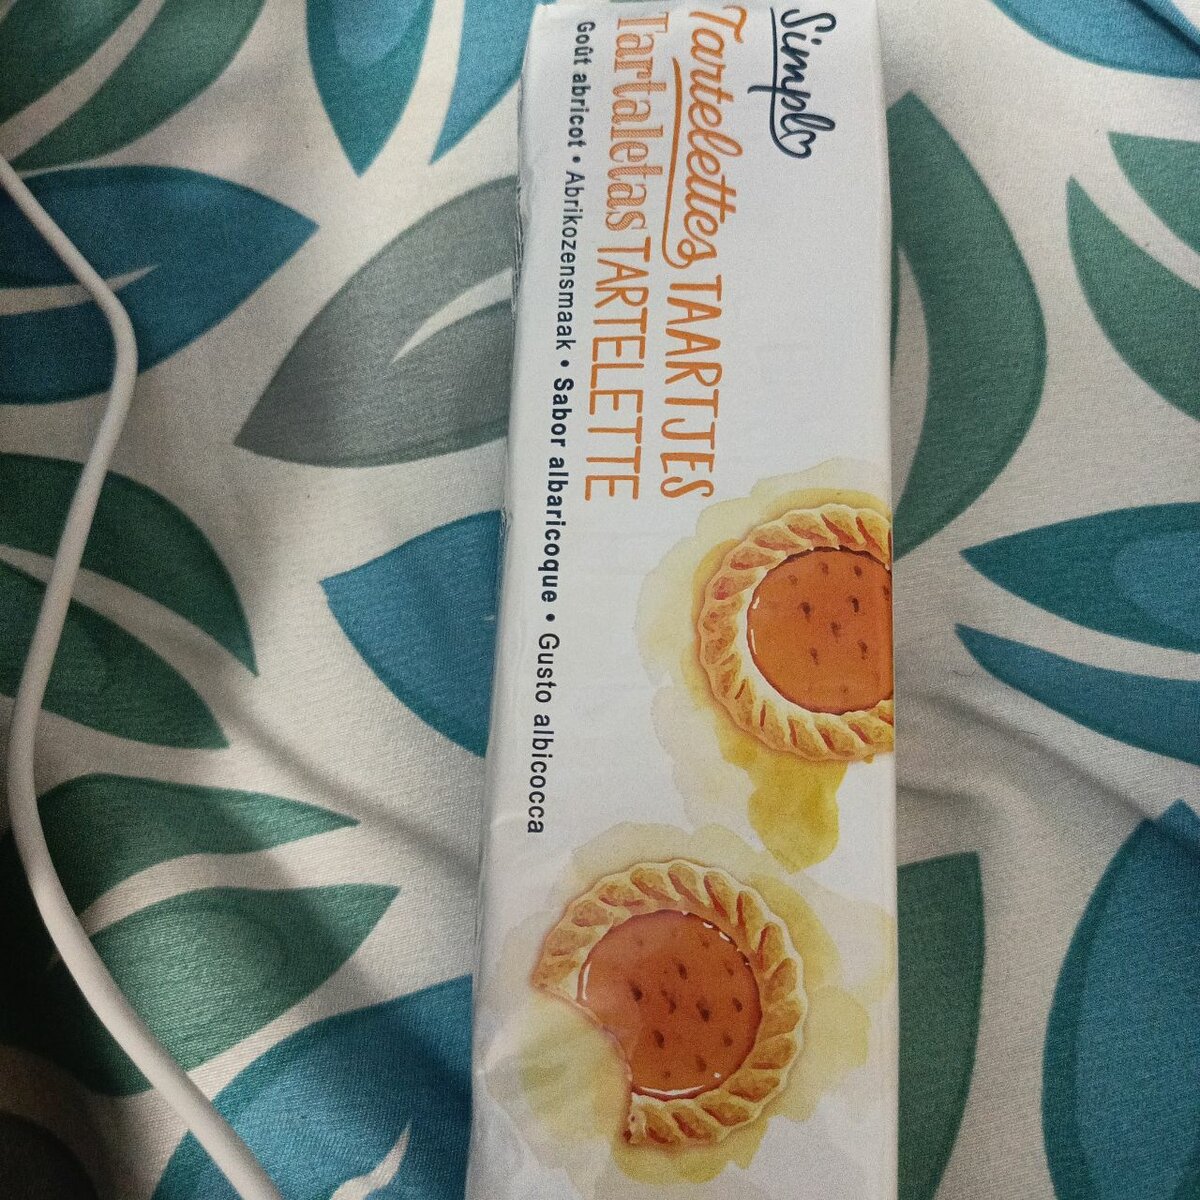 Simpl
Tartelettes TAARTJES
Tartaletas TARTELETTE
Goût abricot • Abrikozensmaak • Sabor albaricoque • Gusto albicocca